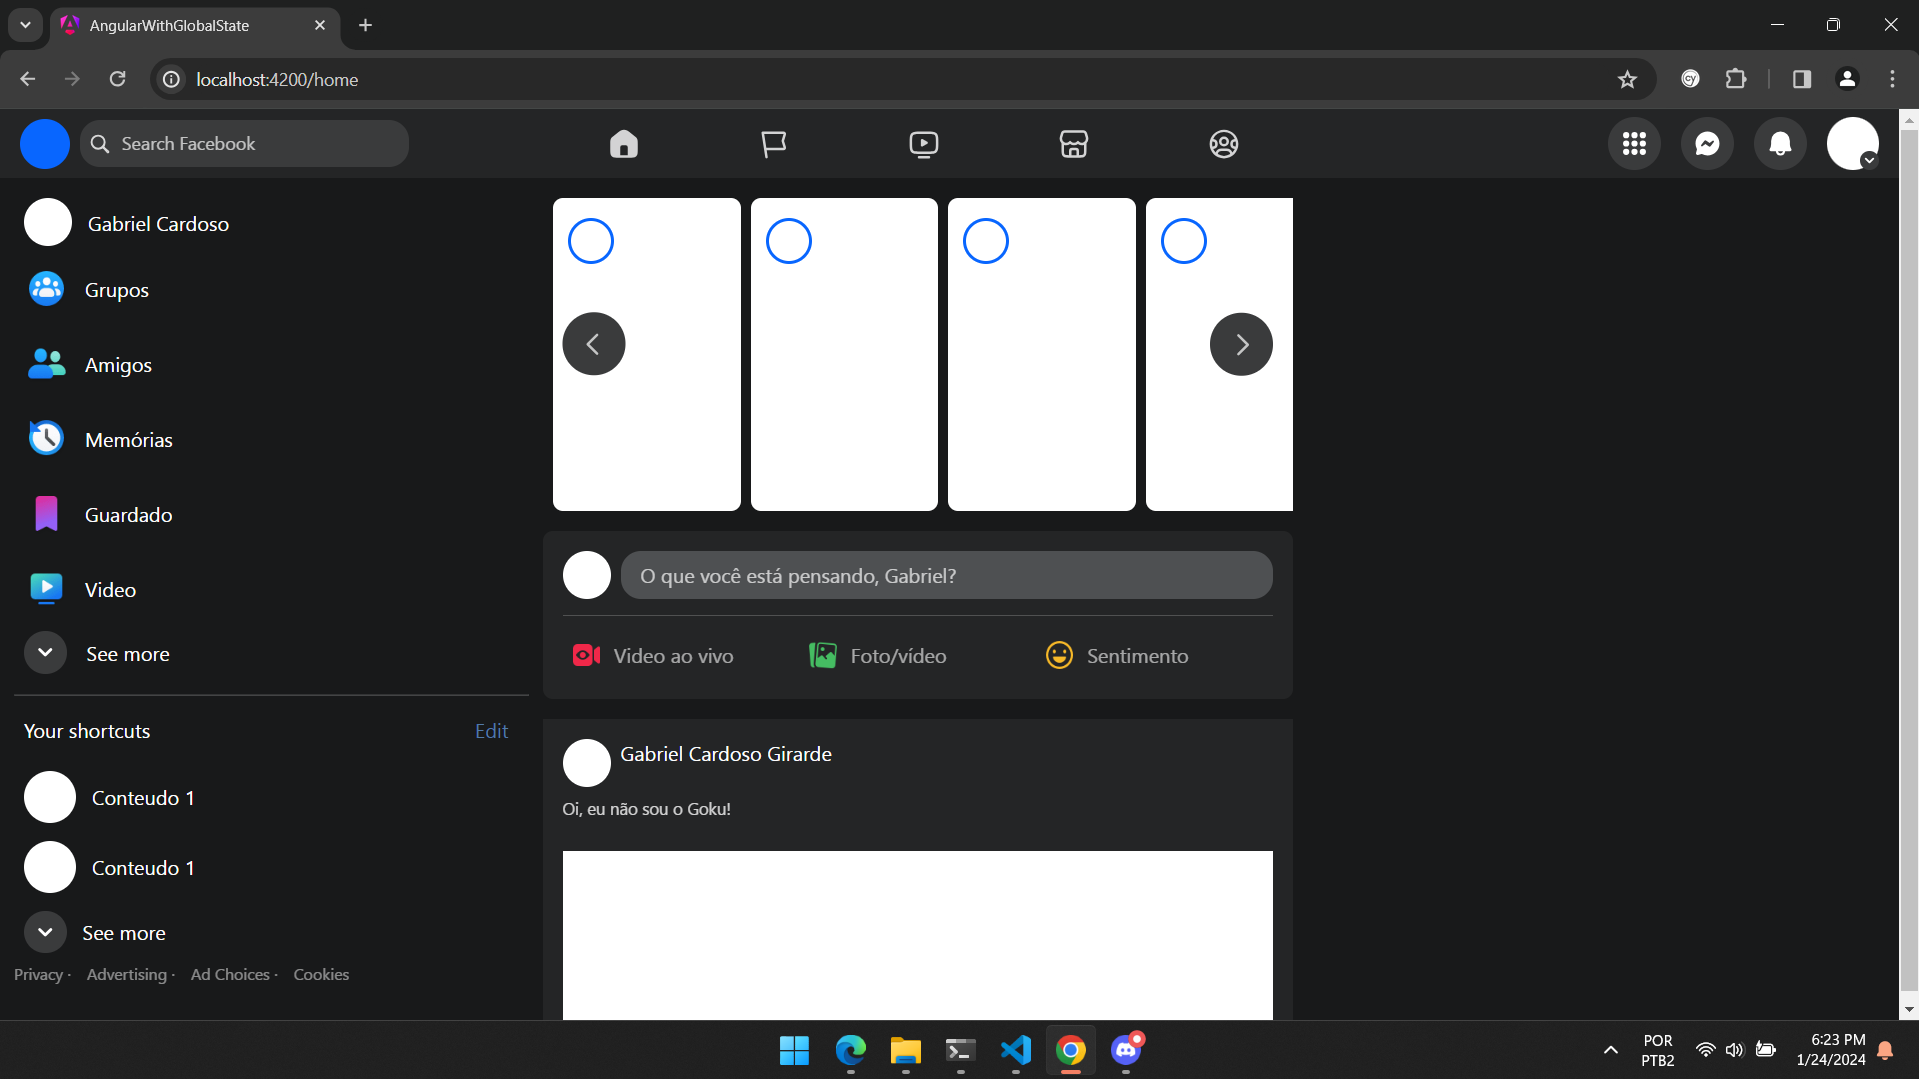 AngularWithGlobalState
localhost:4200/home
Search Facebook
Gabriel Cardoso
Grupos
Amigos
Memórias
Guardado
Video
See more
Your shortcuts
Edit
Conteudo 1
Conteudo 1
See more
Privacy · Advertising · Ad Choices · Cookies
O que você está pensando, Gabriel?
Video ao vivo
Foto/vídeo
Sentimento
Gabriel Cardoso Girarde
Oi, eu não sou o Goku!
POR
PTB2
6:23 PM
1/24/2024